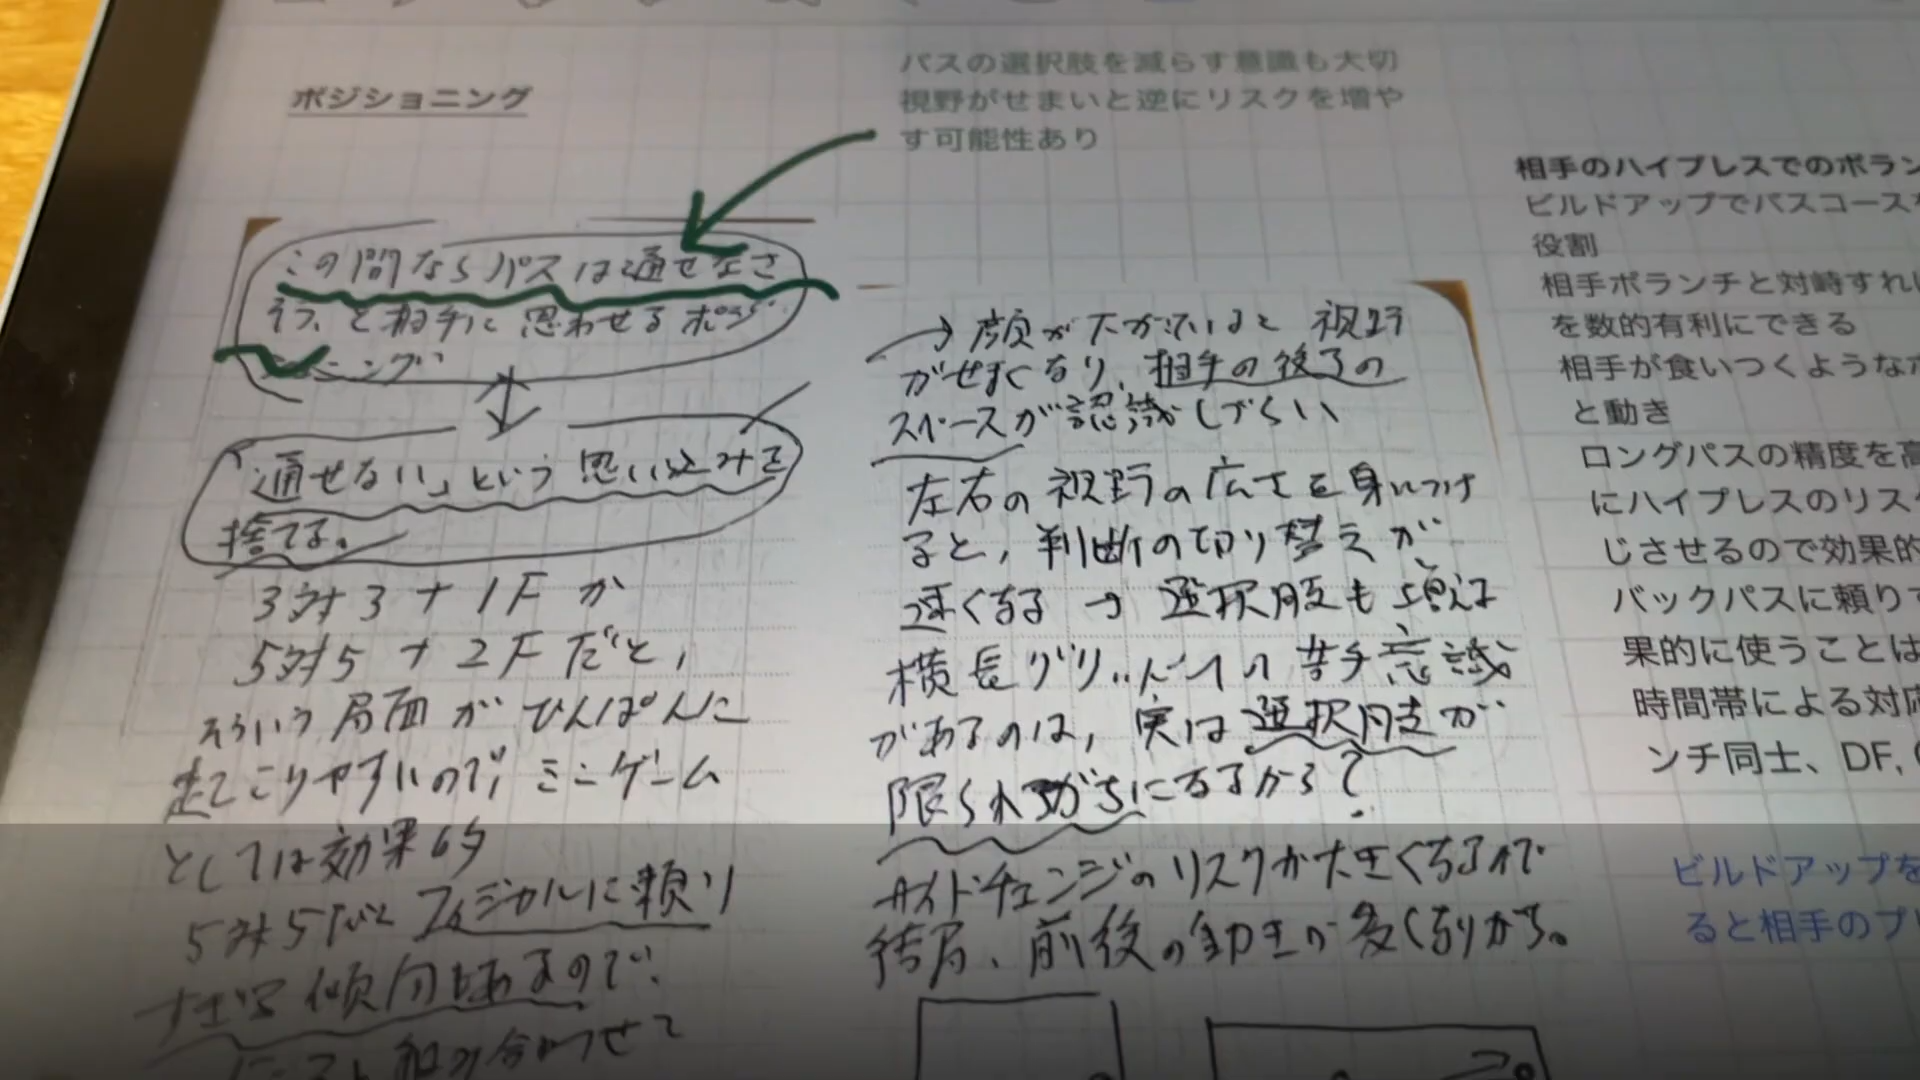 ポジショニング
パスの選択肢を減らす意識も大切
視野がせまいと逆にリスクを増や
す可能性あり
この間ならパスは通せなさ
そう、と相手に思わせるポジ
ショニング
「通せない」という思い込みを
捨てる。
3対3+1Fか
5対5+2Fだと、
そういう局面がひんぱんに
起こりやすいので、ミニゲーム
としては効果的
5対5だとフィジカルに頼り
すぎる傾向もあるので、
組み合わせて
→顔が下がっていると視野
がせまくなり、相手の後ろの
スペースが認識しづらい
左右の視野の広さを身につけ
ると、判断の切り替えが
速くなる→選択肢も増える
横長グリッドへの苦手意識
があるのは、実は選択肢が
限られがちになるから?
サイドチェンジのリスクが大きくなるので
結局、前後の動きが多くなりがち。
相手のハイプレスでのボラン
ビルドアップでパスコースを
役割
相手ボランチと対峙すれば
を数的有利にできる
相手が食いつくような
と動き
ロングパスの精度を高
にハイプレスのリスク
じさせるので効果的
バックパスに頼りす
果的に使うことは
時間帯による対応
ンチ同士、DF,
ビルドアップを
ると相手のプ